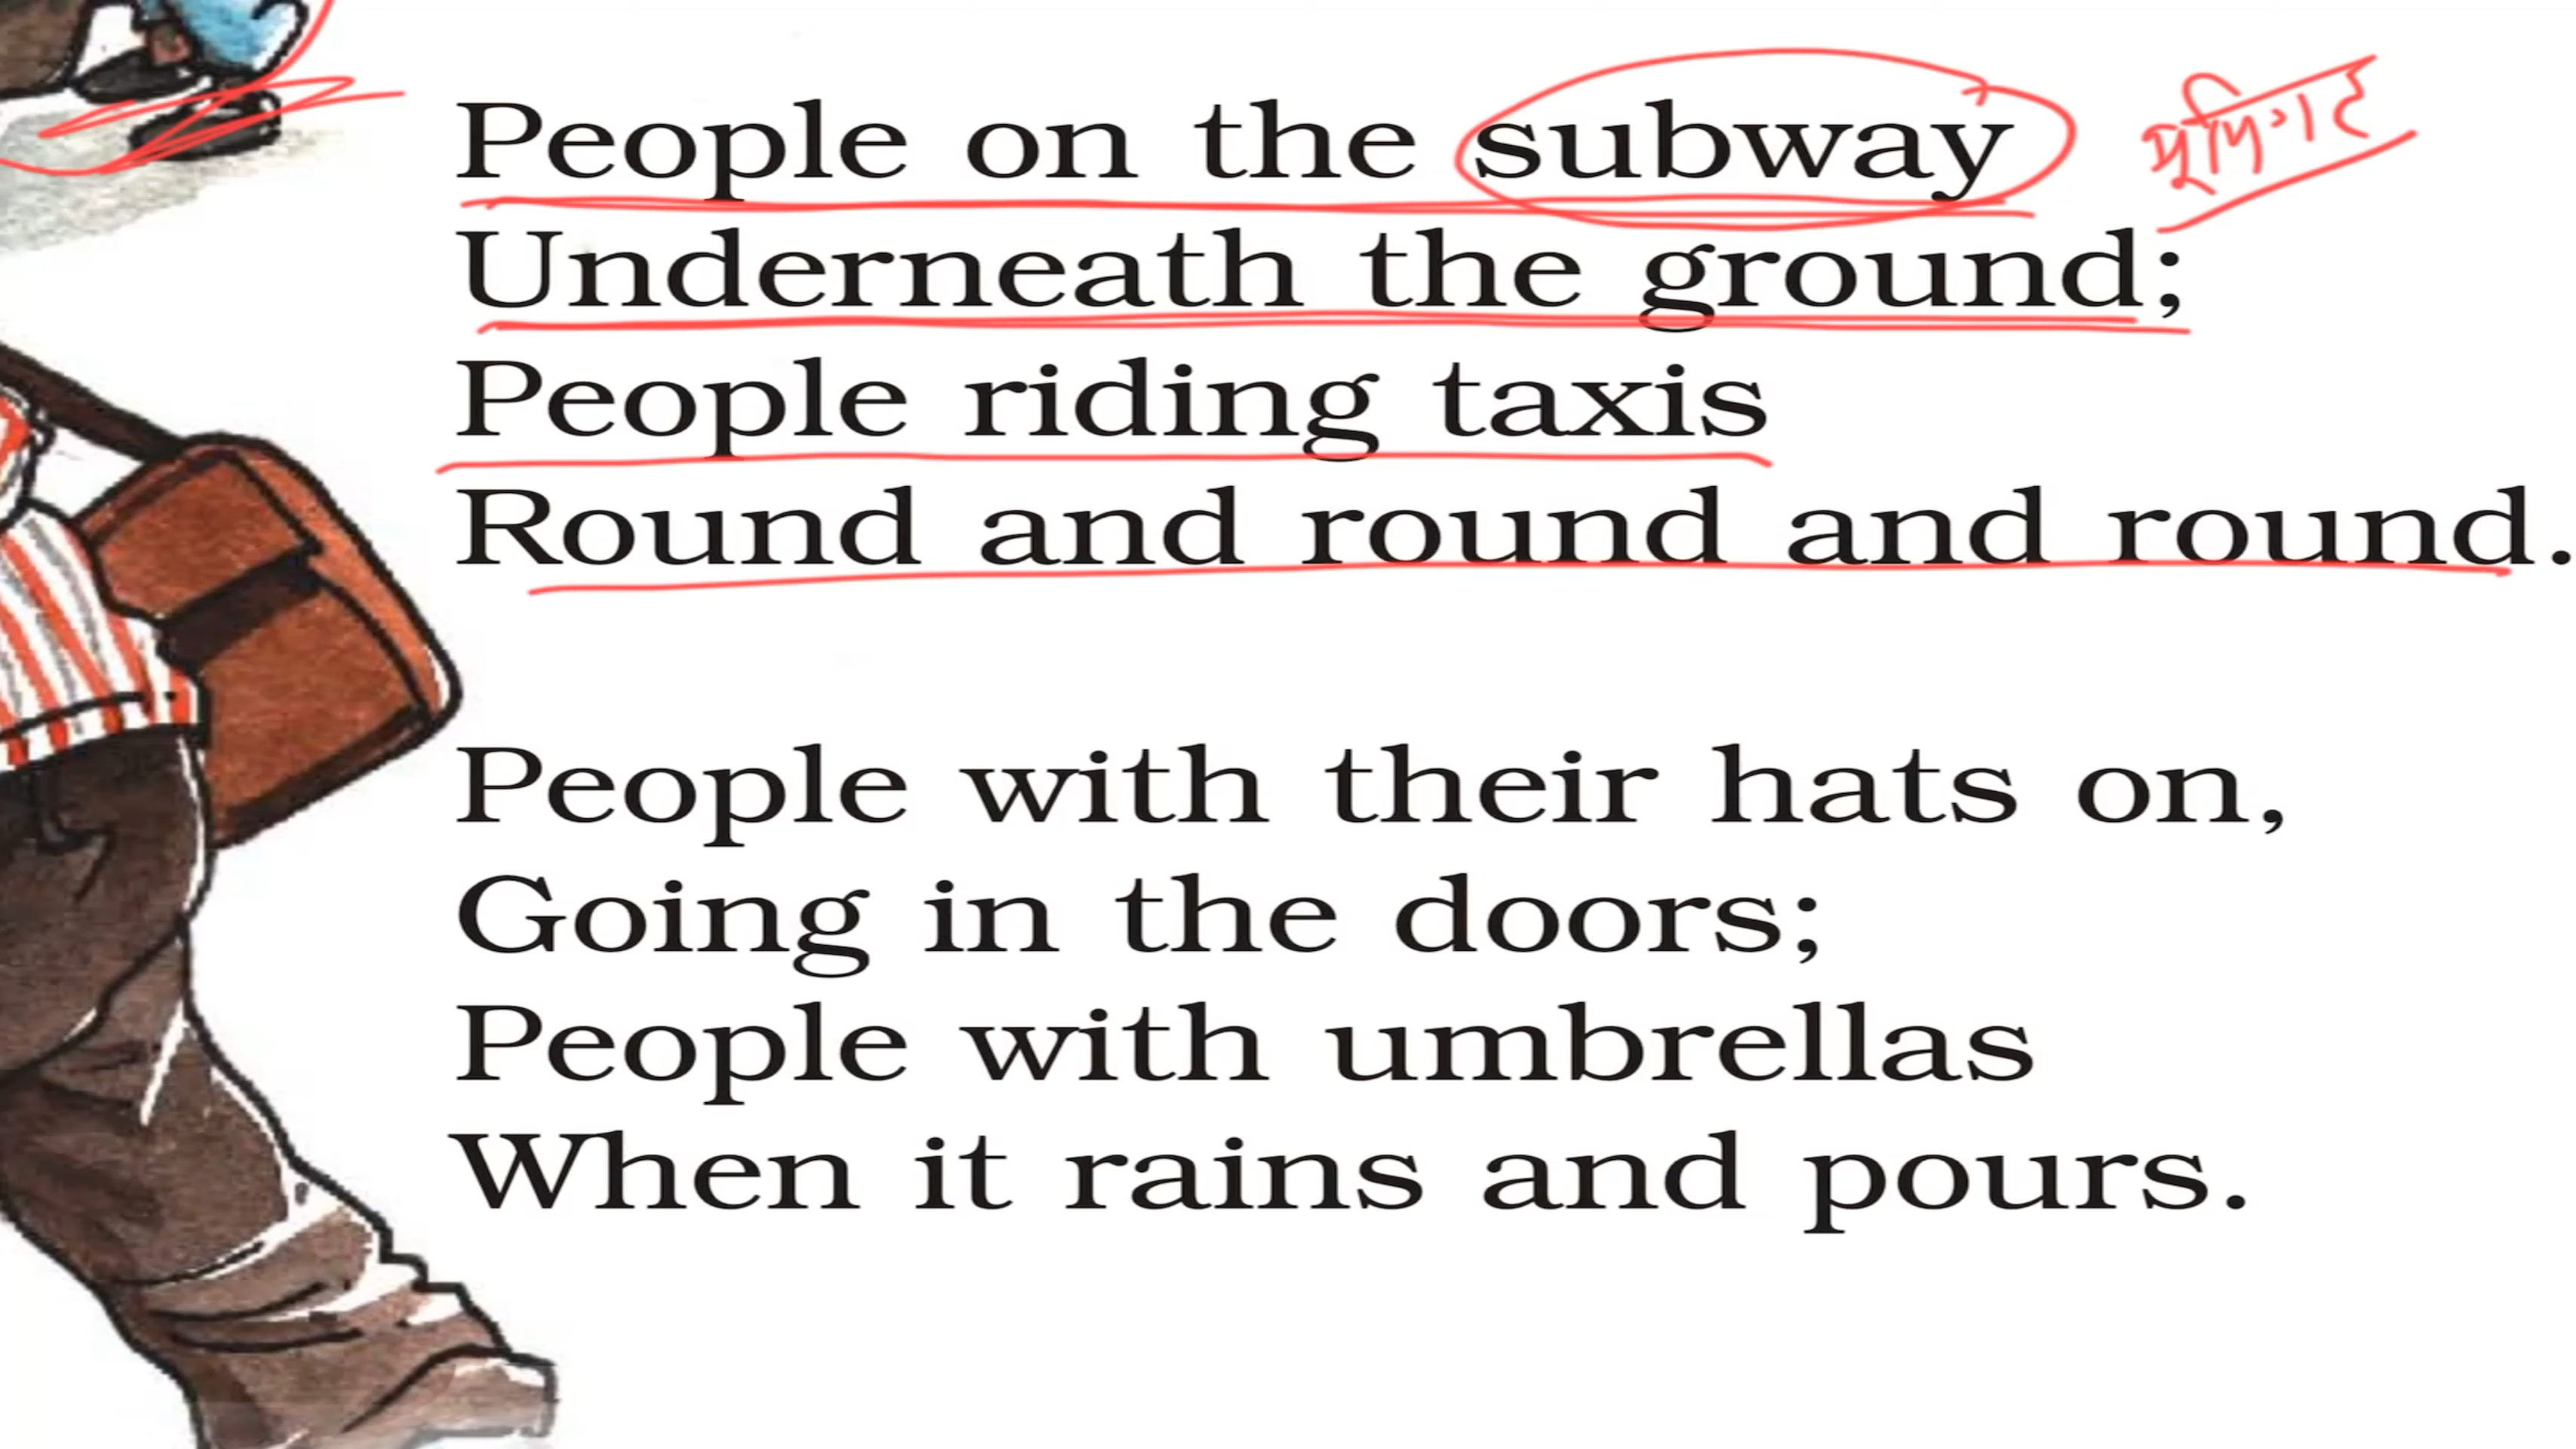 People on the subway
Underneath the ground;
People riding taxis
Round and round and round.
People with their hats on,
Going in the doors;
People with umbrellas
When it rains and pours.